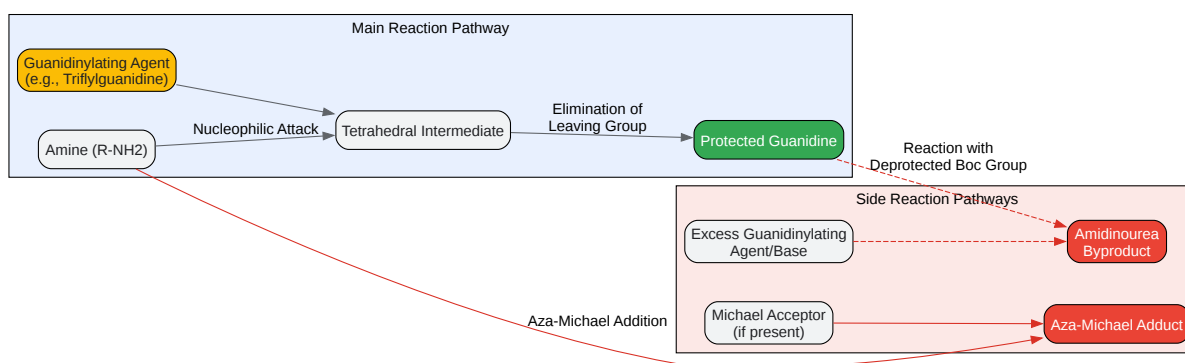 Main Reaction Pathway
Guanidinylating Agent
(e.g., Triflylguanidine)
Amine (R-NH2)
Nucleophilic Attack
Tetrahedral Intermediate
Elimination of
Leaving Group
Protected Guanidine
Reaction with
Deprotected Boc Group
Side Reaction Pathways
Excess Guanidinylating
Agent/Base
Amidinourea
Byproduct
Michael Acceptor
(if present)
Aza-Michael Addition
Aza-Michael Adduct